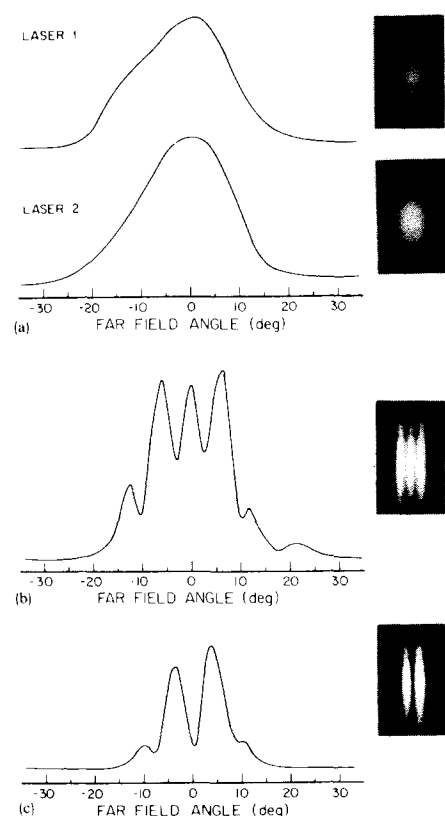 LASER 1
LASER 2
-30 -20 -10 0 10 20 30
(a) FAR FIELD ANGLE (deg)
-30 -20 -10 0 10 20 30
(b) FAR FIELD ANGLE (deg)
-30 -20 -10 0 10 20 30
(c) FAR FIELD ANGLE (deg)